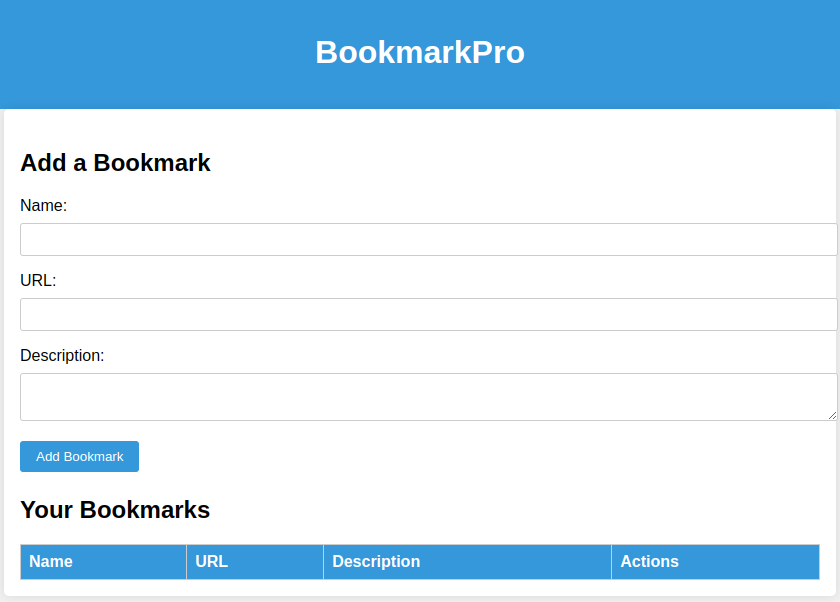 BookmarkPro
Add a Bookmark
Name:
URL:
Description:
Add Bookmark
Your Bookmarks
Name URL Description Actions